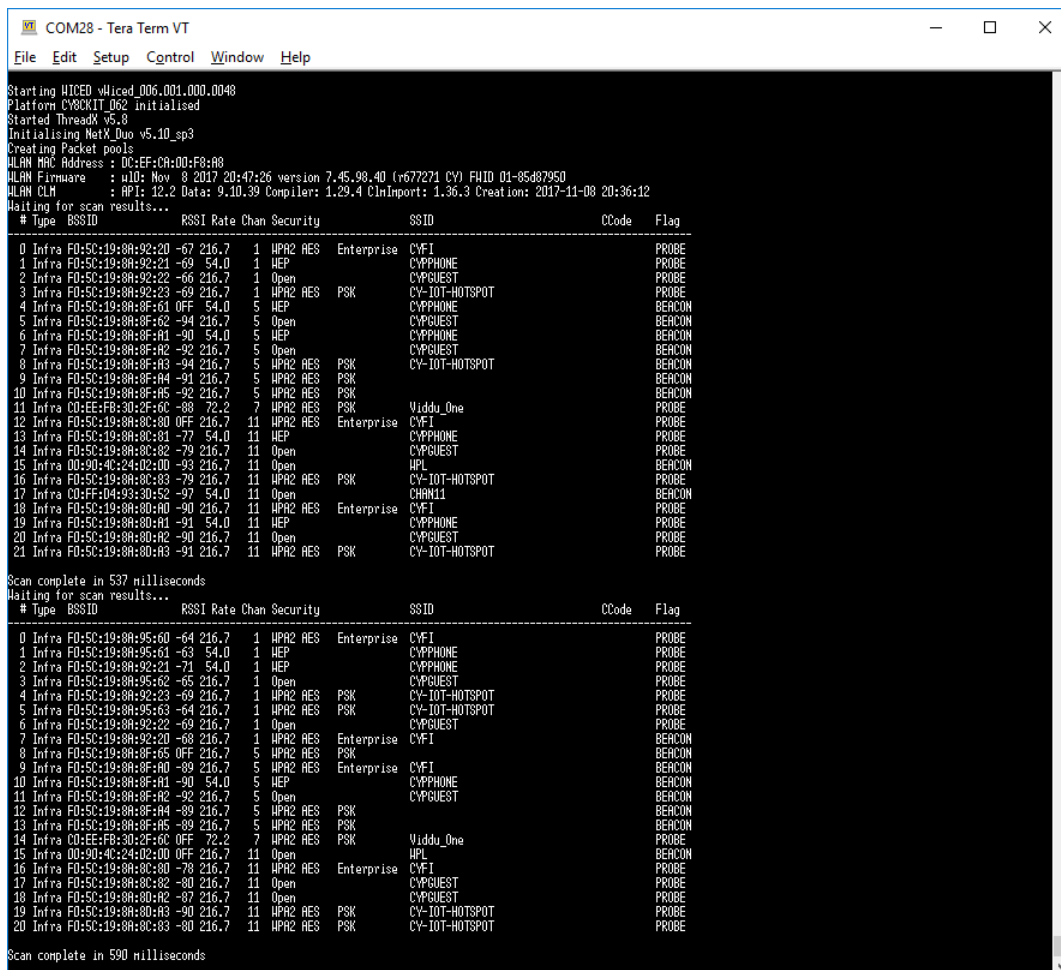 COM28 - Tera Term VT
File Edit Setup Control Window Help
Starting WICED vWiced_006.001.000.0048
Platform CY8CKIT_062 initialised
Started ThreadX v5.8
Initialising NetX_Duo v5.10_sp3
Creating Packet pools
WLAN MAC Address : DC:EF:CA:00:F8:A8
WLAN Firmware : wl0: Nov 8 2017 20:47:26 version 7.45.98.40 (r677271 CY) FWID 01-85d87950
WLAN CLM : API: 12.2 Data: 9.10.39 Compiler: 1.29.4 ClmImport: 1.36.3 Creation: 2017-11-08 20:36:12
Waiting for scan results...
# Type BSSID RSSI Rate Chan Security SSID CCode Flag
0 Infra F0:5C:19:8A:92:20 -67 216.7 1 WPA2 AES Enterprise CYFI PROBE
1 Infra F0:5C:19:8A:92:21 -69 54.0 1 WEP CYPPHONE PROBE
2 Infra F0:5C:19:8A:92:22 -66 216.7 1 Open CYPGUEST PROBE
3 Infra F0:5C:19:8A:92:23 -69 216.7 1 WPA2 AES PSK CY-IOT-HOTSPOT PROBE
4 Infra F0:5C:19:8A:8F:61 OFF 54.0 5 WEP CYPPHONE BEACON
5 Infra F0:5C:19:8A:8F:62 -94 216.7 5 Open CYPGUEST BEACON
6 Infra F0:5C:19:8A:8F:A1 -90 54.0 5 WEP CYPPHONE BEACON
7 Infra F0:5C:19:8A:8F:A2 -92 216.7 5 Open CYPGUEST BEACON
8 Infra F0:5C:19:8A:8F:A3 -94 216.7 5 WPA2 AES PSK CY-IOT-HOTSPOT BEACON
9 Infra F0:5C:19:8A:8F:A4 -91 216.7 5 WPA2 AES PSK BEACON
10 Infra F0:5C:19:8A:8F:A5 -92 216.7 5 WPA2 AES PSK BEACON
11 Infra C0:EE:FB:30:2F:6C -88 72.2 7 WPA2 AES PSK Viddu_One PROBE
12 Infra F0:5C:19:8A:8C:80 OFF 216.7 11 WPA2 AES Enterprise CYFI PROBE
13 Infra F0:5C:19:8A:8C:81 -77 54.0 11 WEP CYPPHONE PROBE
14 Infra F0:5C:19:8A:8C:82 -79 216.7 11 Open CYPGUEST PROBE
15 Infra 00:90:4C:24:02:00 -93 216.7 11 Open WPL BEACON
16 Infra F0:5C:19:8A:8C:83 -79 216.7 11 WPA2 AES PSK CY-IOT-HOTSPOT PROBE
17 Infra C0:FF:D4:93:3D:52 -97 54.0 11 Open CHAN11 BEACON
18 Infra F0:5C:19:8A:8D:A0 -90 216.7 11 WPA2 AES Enterprise CYFI PROBE
19 Infra F0:5C:19:8A:8D:A1 -91 54.0 11 WEP CYPPHONE PROBE
20 Infra F0:5C:19:8A:8D:A2 -90 216.7 11 Open CYPGUEST PROBE
21 Infra F0:5C:19:8A:8D:A3 -91 216.7 11 WPA2 AES PSK CY-IOT-HOTSPOT PROBE
Scan complete in 537 milliseconds
Waiting for scan results...
# Type BSSID RSSI Rate Chan Security SSID CCode Flag
0 Infra F0:5C:19:8A:95:60 -64 216.7 1 WPA2 AES Enterprise CYFI PROBE
1 Infra F0:5C:19:8A:95:61 -63 54.0 1 WEP CYPPHONE PROBE
2 Infra F0:5C:19:8A:92:21 -71 54.0 1 WEP CYPPHONE PROBE
3 Infra F0:5C:19:8A:95:62 -65 216.7 1 Open CYPGUEST PROBE
4 Infra F0:5C:19:8A:92:23 -69 216.7 1 WPA2 AES PSK CY-IOT-HOTSPOT PROBE
5 Infra F0:5C:19:8A:95:63 -64 216.7 1 WPA2 AES PSK CY-IOT-HOTSPOT PROBE
6 Infra F0:5C:19:8A:92:22 -69 216.7 1 Open CYPGUEST PROBE
7 Infra F0:5C:19:8A:92:20 -68 216.7 1 WPA2 AES Enterprise CYFI BEACON
8 Infra F0:5C:19:8A:8F:65 OFF 216.7 5 WPA2 AES PSK BEACON
9 Infra F0:5C:19:8A:8F:A0 -89 216.7 5 WPA2 AES Enterprise CYFI BEACON
10 Infra F0:5C:19:8A:8F:A1 -90 54.0 5 WEP CYPPHONE BEACON
11 Infra F0:5C:19:8A:8F:A2 -92 216.7 5 Open CYPGUEST BEACON
12 Infra F0:5C:19:8A:8F:A4 -89 216.7 5 WPA2 AES PSK BEACON
13 Infra F0:5C:19:8A:8F:A5 -89 216.7 5 WPA2 AES PSK BEACON
14 Infra C0:EE:FB:30:2F:6C OFF 72.2 7 WPA2 AES PSK Viddu_One PROBE
15 Infra 00:90:4C:24:02:00 OFF 216.7 11 Open WPL BEACON
16 Infra F0:5C:19:8A:8C:80 -78 216.7 11 WPA2 AES Enterprise CYFI PROBE
17 Infra F0:5C:19:8A:8C:82 -80 216.7 11 Open CYPGUEST PROBE
18 Infra F0:5C:19:8A:8D:A2 -87 216.7 11 Open CYPGUEST PROBE
19 Infra F0:5C:19:8A:8D:A3 -90 216.7 11 WPA2 AES PSK CY-IOT-HOTSPOT PROBE
20 Infra F0:5C:19:8A:8C:83 -80 216.7 11 WPA2 AES PSK CY-IOT-HOTSPOT PROBE
Scan complete in 590 milliseconds